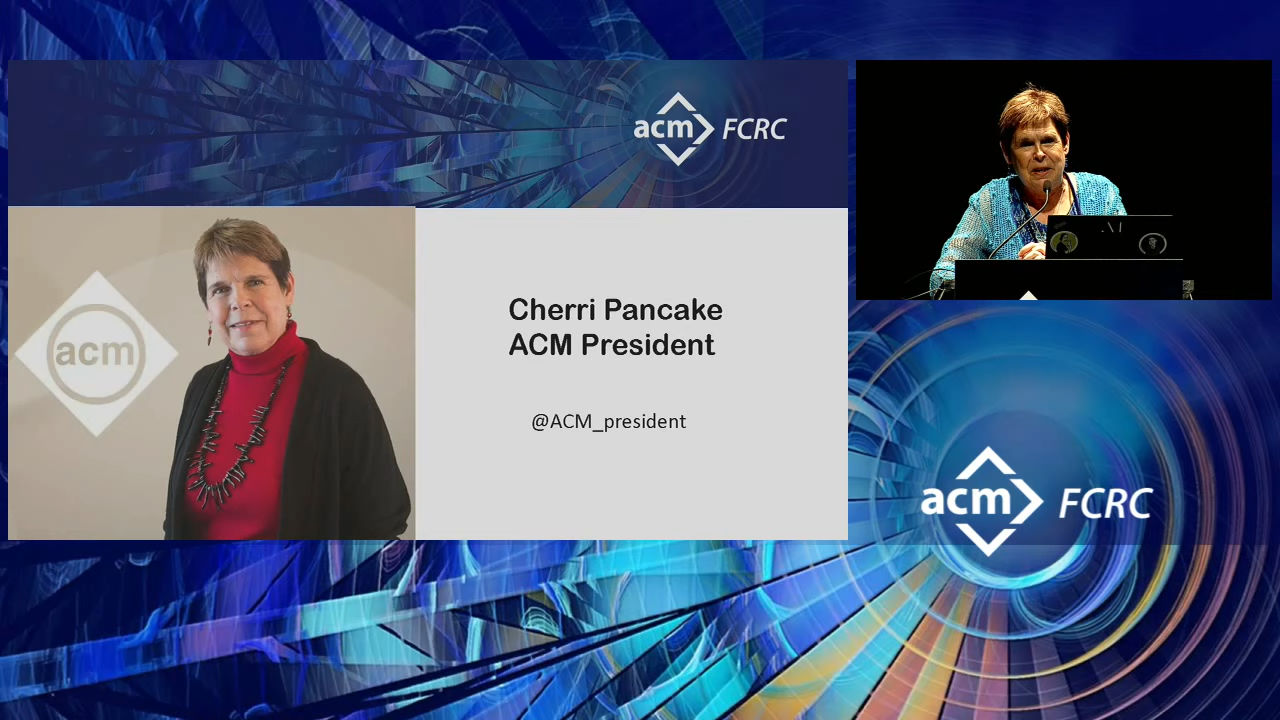 acm FCRC
acm
Cherri Pancake
ACM President
@ACM_president
acm FCRC